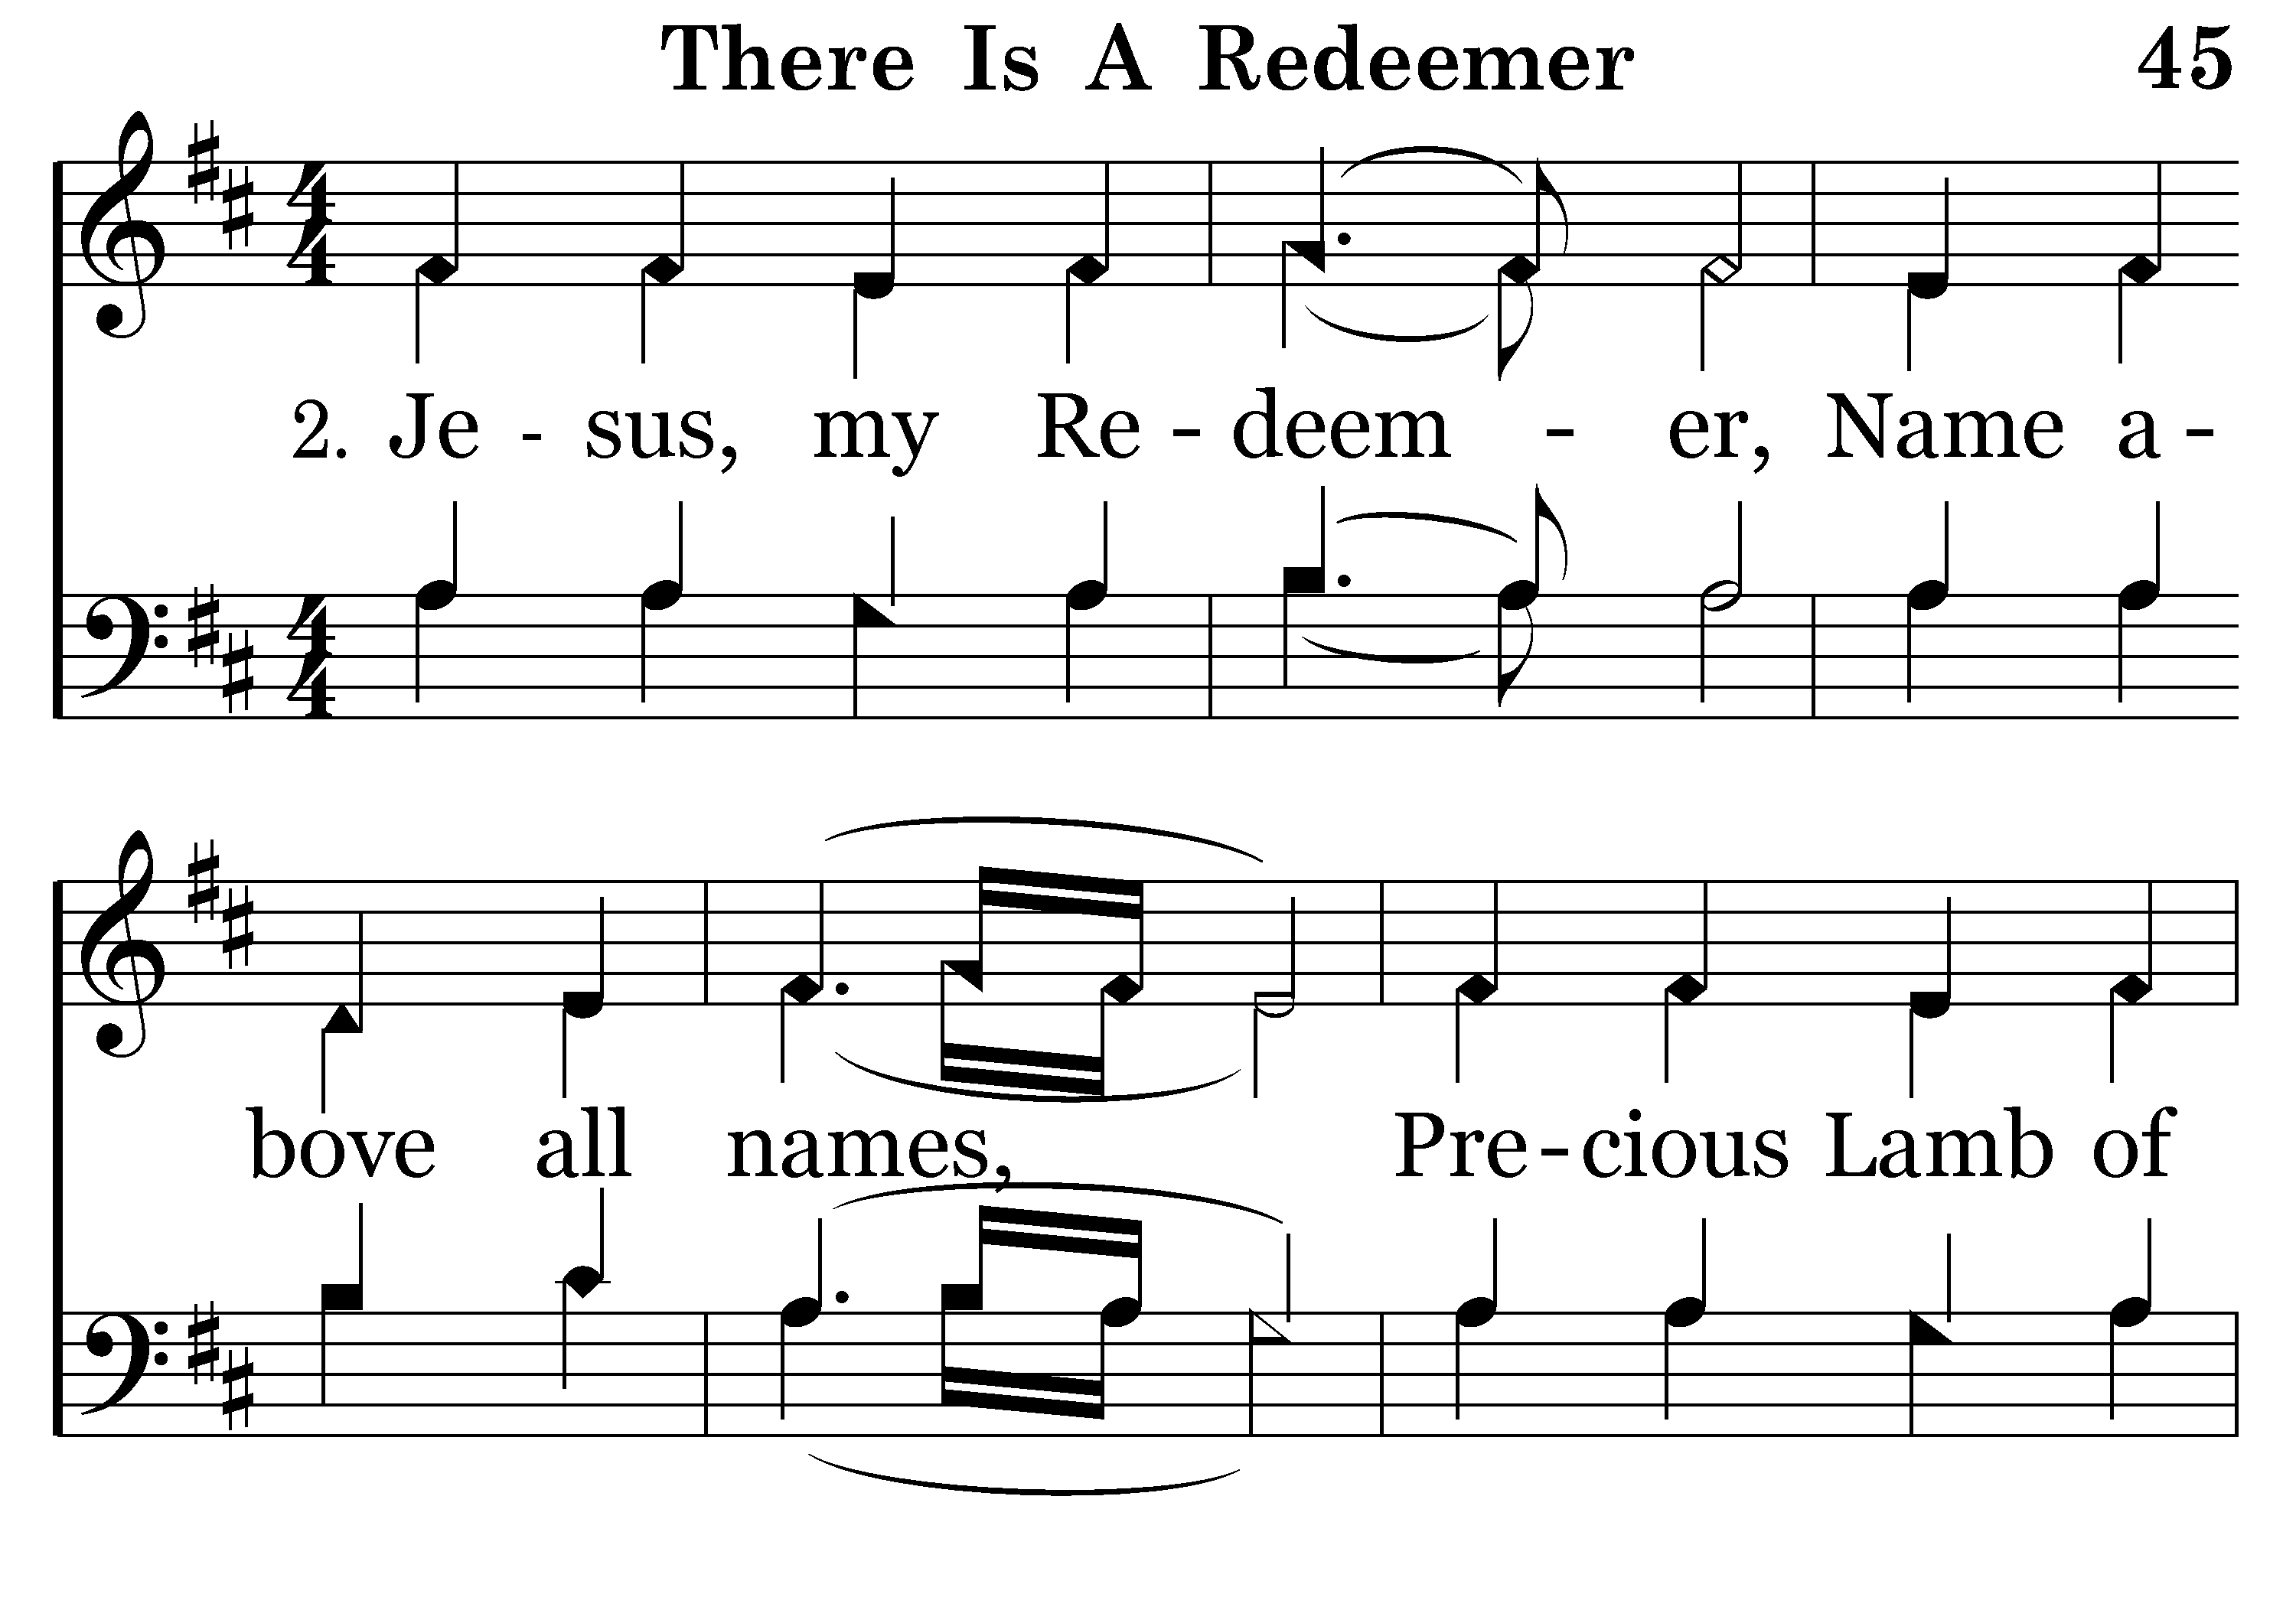 There Is A Redeemer 45
2. Je - sus, my Re - deem - er, Name a -
bove all names, Pre - cious Lamb of